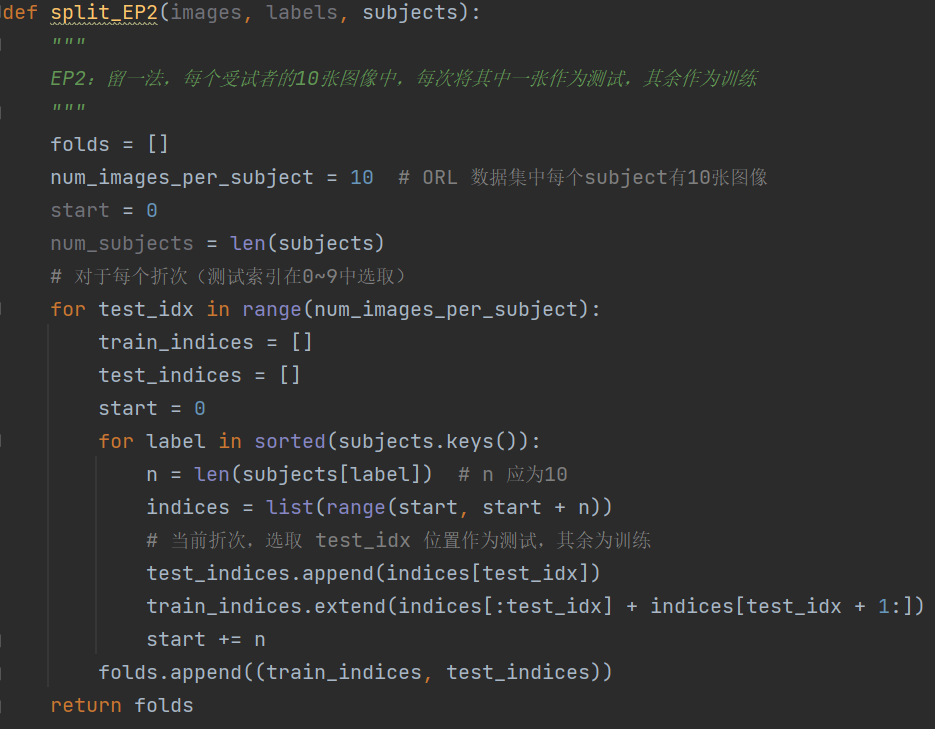 def split_EP2(images, labels, subjects):
"""
EP2：留一法，每个受试者的10张图像中，每次将其中一张作为测试，其余作为训练
"""
folds = []
num_images_per_subject = 10  # ORL 数据集中每个subject有10张图像
start = 0
num_subjects = len(subjects)
# 对于每个折次（测试索引在0~9中选取）
for test_idx in range(num_images_per_subject):
train_indices = []
test_indices = []
start = 0
for label in sorted(subjects.keys()):
n = len(subjects[label])  # n 应为10
indices = list(range(start, start + n))
# 当前折次，选取 test_idx 位置作为测试，其余为训练
test_indices.append(indices[test_idx])
train_indices.extend(indices[:test_idx] + indices[test_idx + 1:])
start += n
folds.append((train_indices, test_indices))
return folds